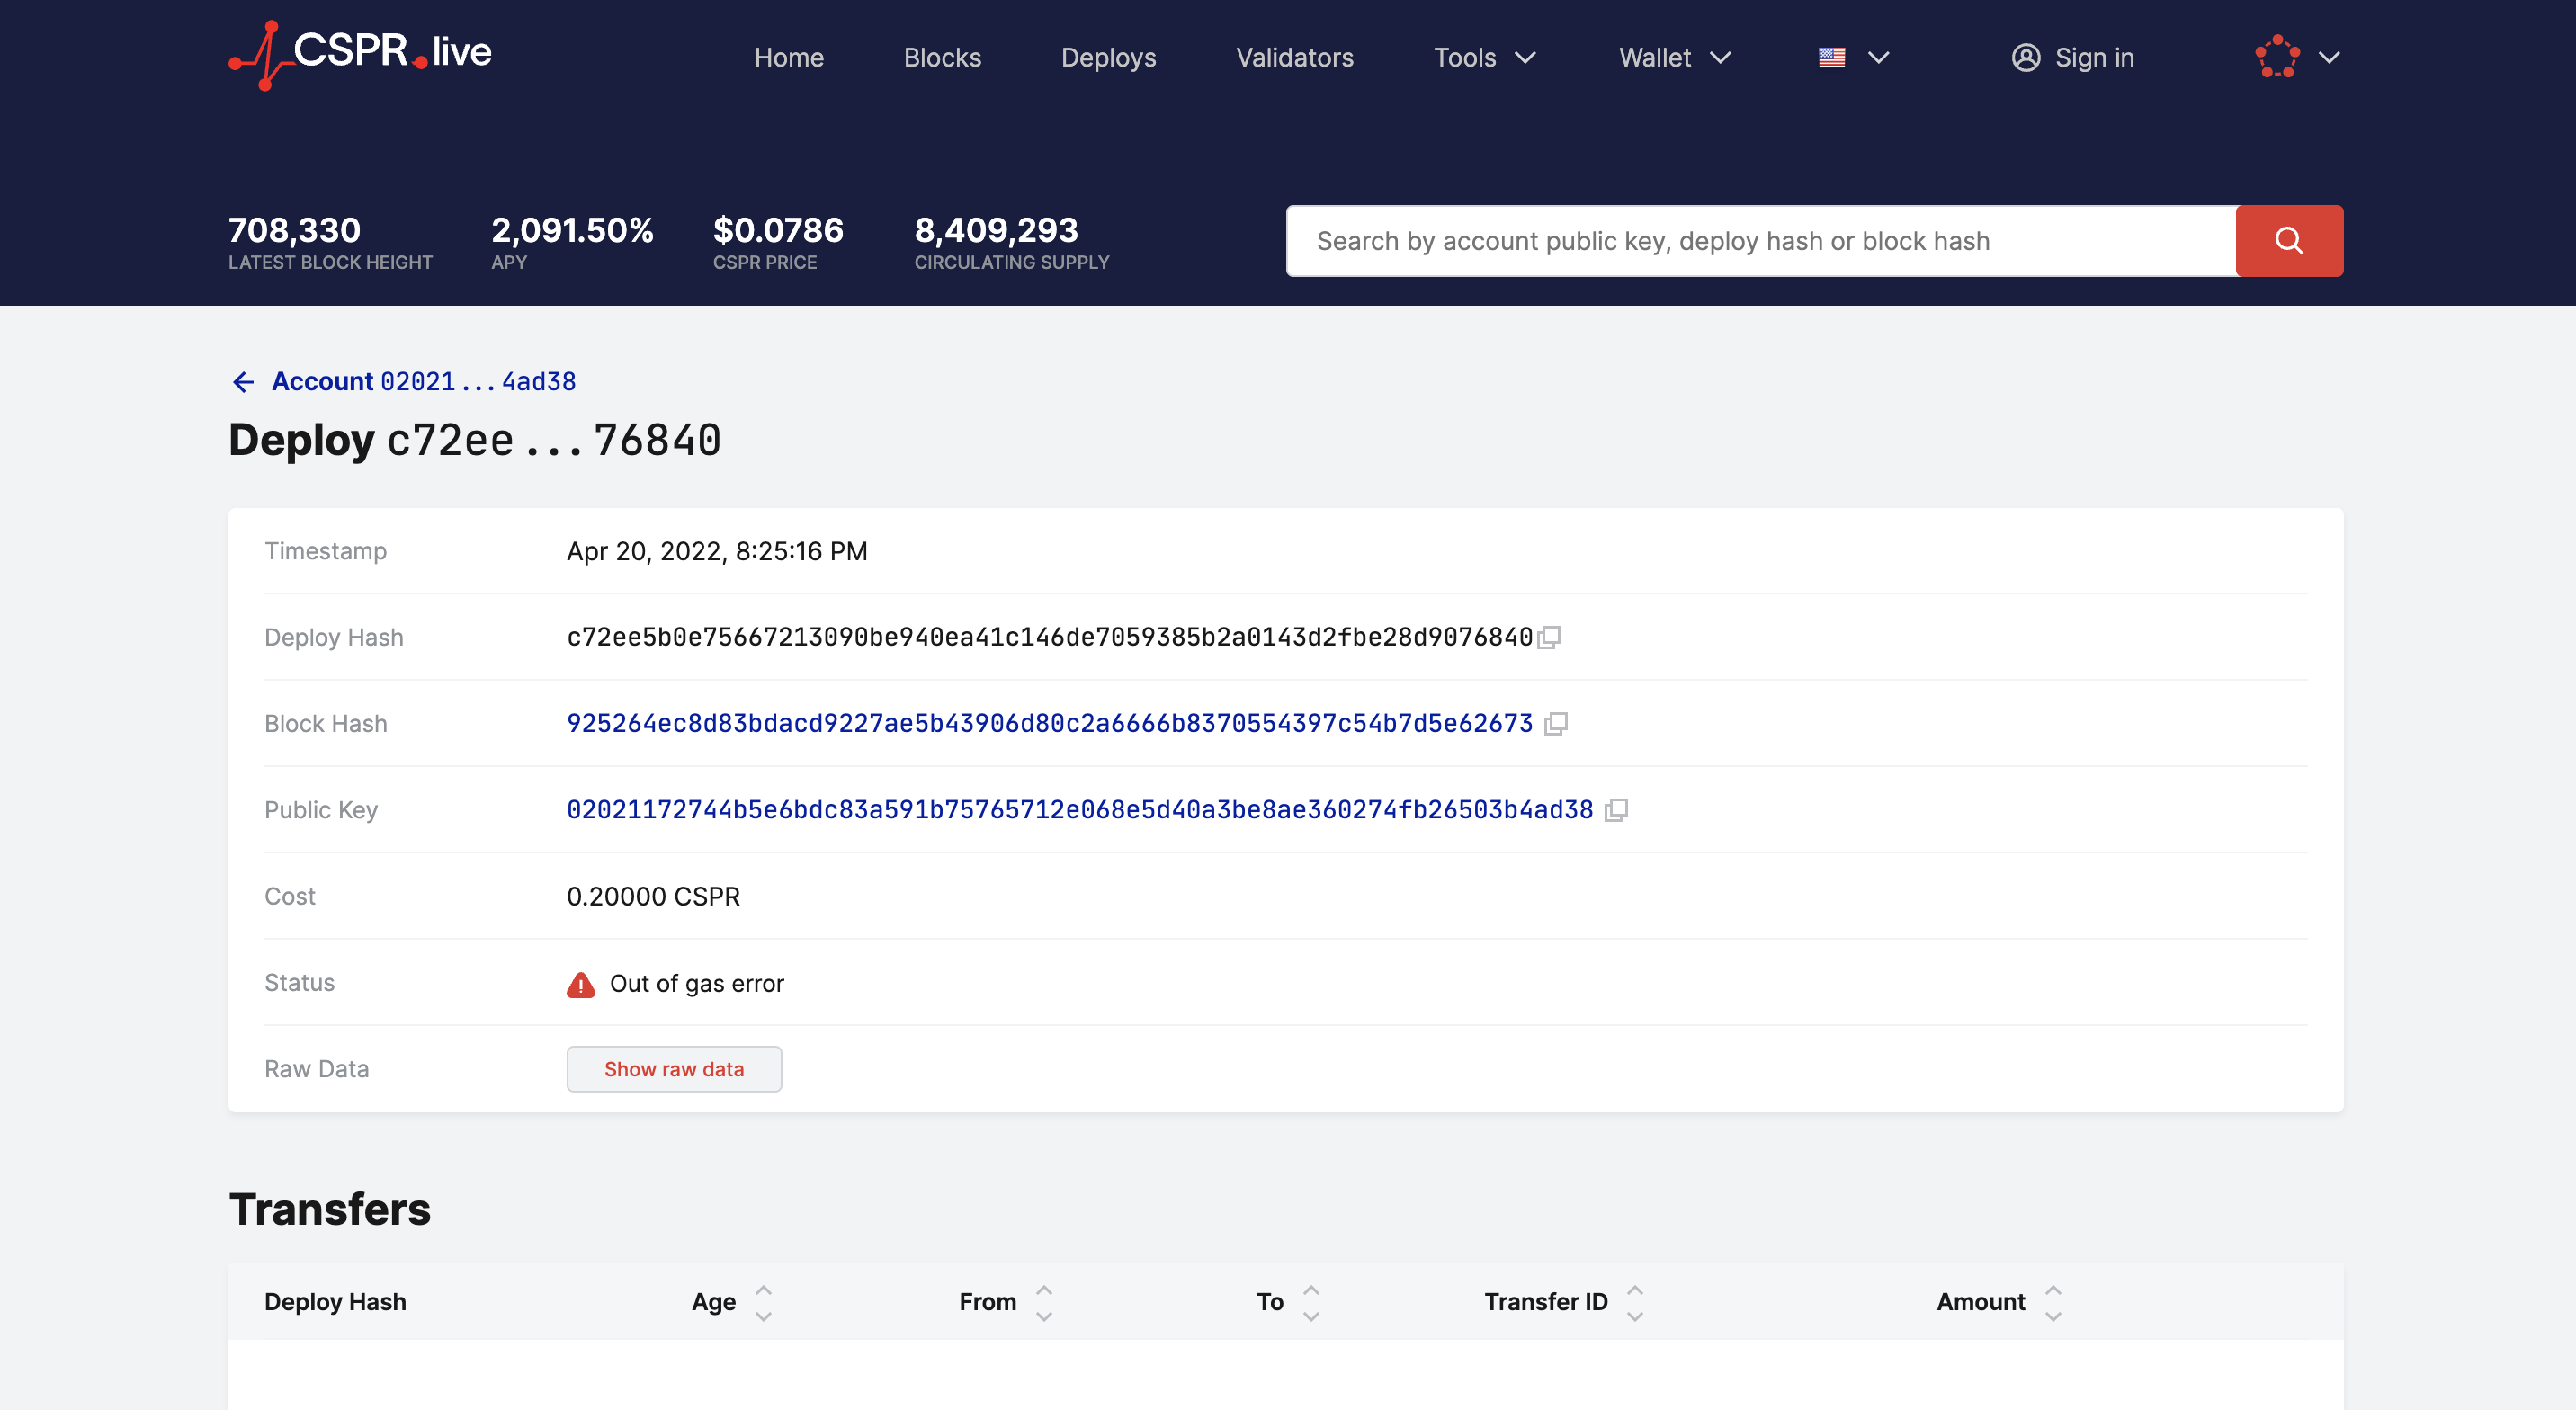 CSPR.live
Home Blocks Deploys Validators Tools Wallet Sign in
708,330 2,091.50% $0.0786 8,409,293
LATEST BLOCK HEIGHT APY CSPR PRICE CIRCULATING SUPPLY
Search by account public key, deploy hash or block hash
Account 02021...4ad38
Deploy c72ee...76840
Timestamp Apr 20, 2022, 8:25:16 PM
Deploy Hash c72ee5b0e75667213090be940ea41c146de7059385b2a0143d2fbe28d9076840
Block Hash 925264ec8d83bdacd9227ae5b43906d80c2a6666b8370554397c54b7d5e62673
Public Key 02021172744b5e6bdc83a591b75765712e068e5d40a3be8ae360274fb26503b4ad38
Cost 0.20000 CSPR
Status Out of gas error
Raw Data Show raw data
Transfers
Deploy Hash Age From To Transfer ID Amount